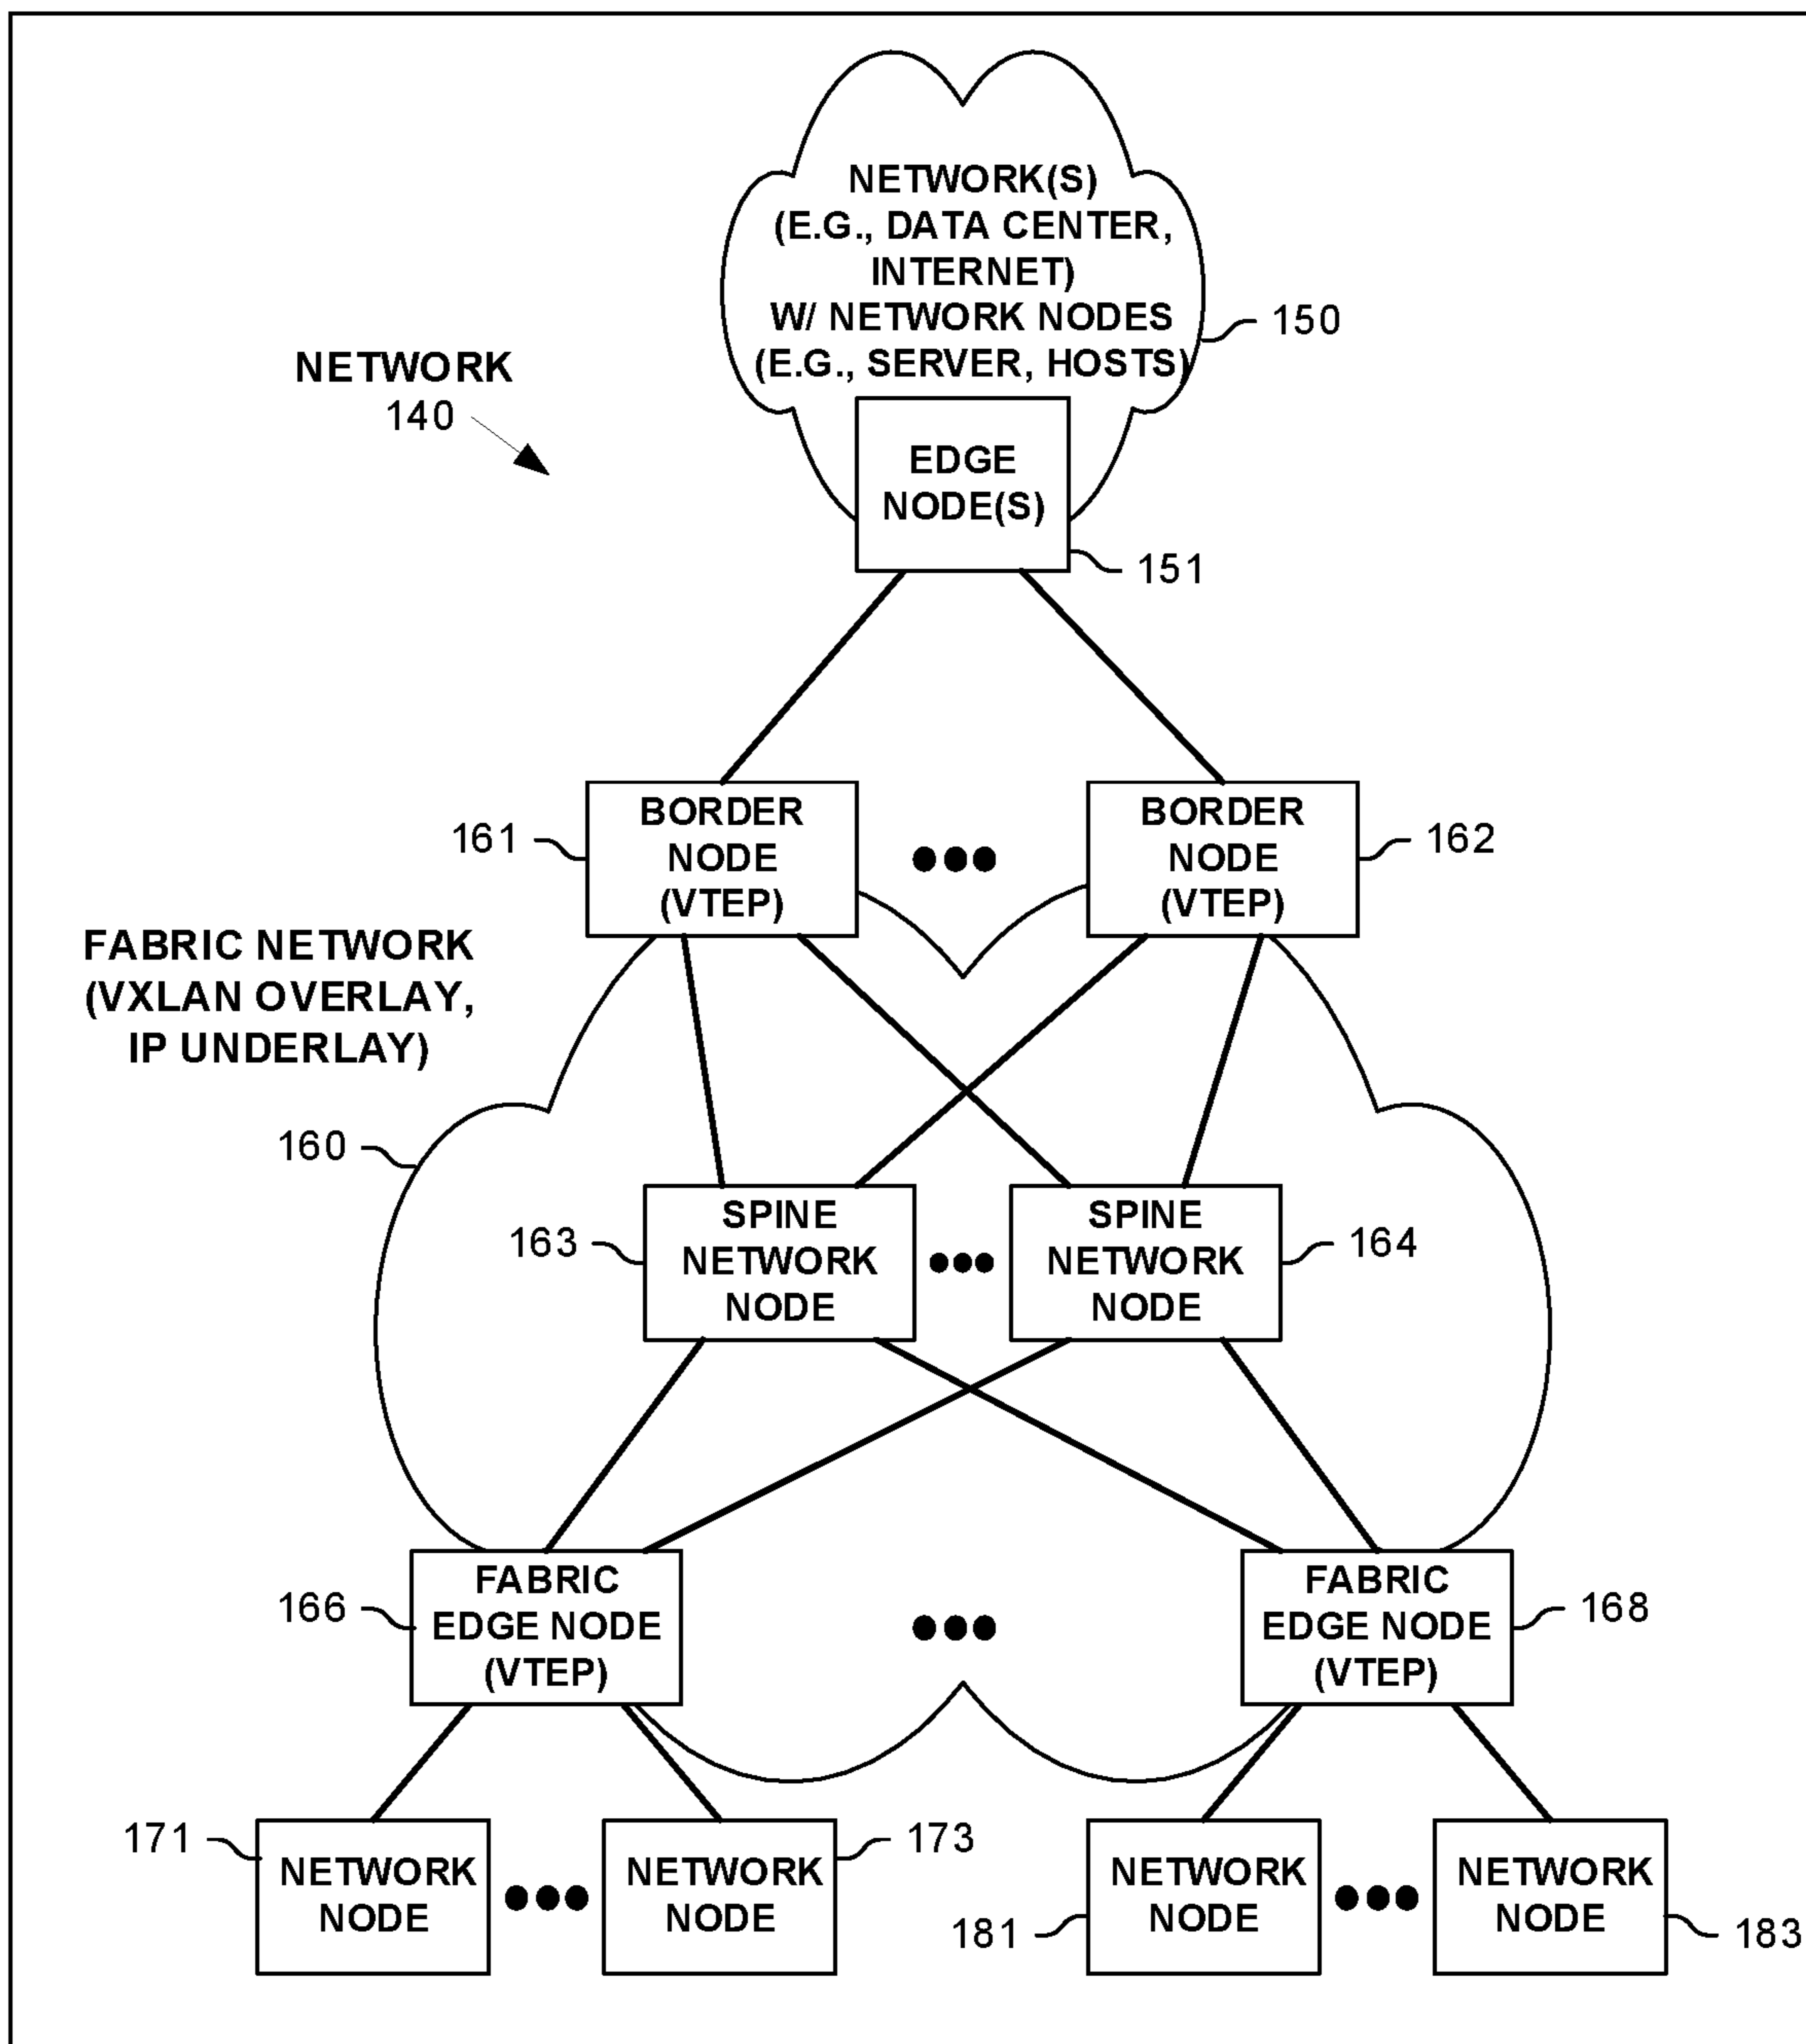 NETWORK(S)
(E.G., DATA CENTER,
INTERNET)
W/ NETWORK NODES
(E.G., SERVER, HOSTS)
150
NETWORK
140
EDGE
NODE(S)
151
BORDER
NODE
(VTEP)
161
BORDER
NODE
(VTEP)
162
FABRIC NETWORK
(VXLAN OVERLAY,
IP UNDERLAY)
160
SPINE
NETWORK
NODE
163
SPINE
NETWORK
NODE
164
FABRIC
EDGE NODE
(VTEP)
166
FABRIC
EDGE NODE
(VTEP)
168
171
NETWORK
NODE
173
NETWORK
NODE
181
NETWORK
NODE
183
NETWORK
NODE